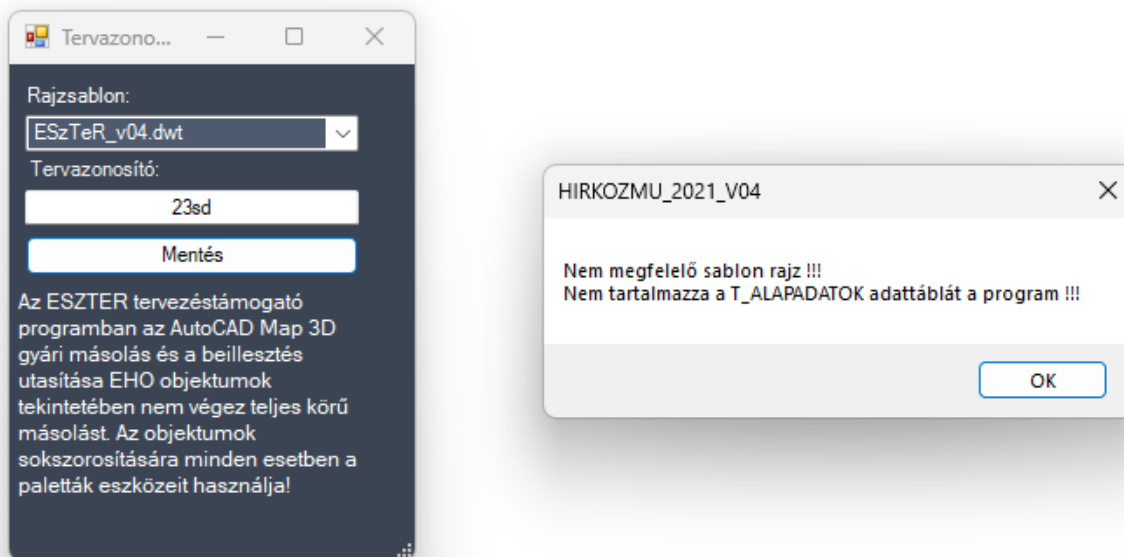 Tervazono...
Rajzsablon:
ESzTeR_v04.dwt
Tervazonosító:
23sd
Mentés
Az ESZTER tervezéstámogató
programban az AutoCAD Map 3D
gyári másolás és a beillesztés
utasítása EHO objektumok
tekintetében nem végez teljes körű
másolást. Az objektumok
sokszorosítására minden esetben a
paletták eszközeit használja!
HIRKOZMU_2021_V04
Nem megfelelő sablon rajz !!!
Nem tartalmazza a T_ALAPADATOK adattáblát a program !!!
OK